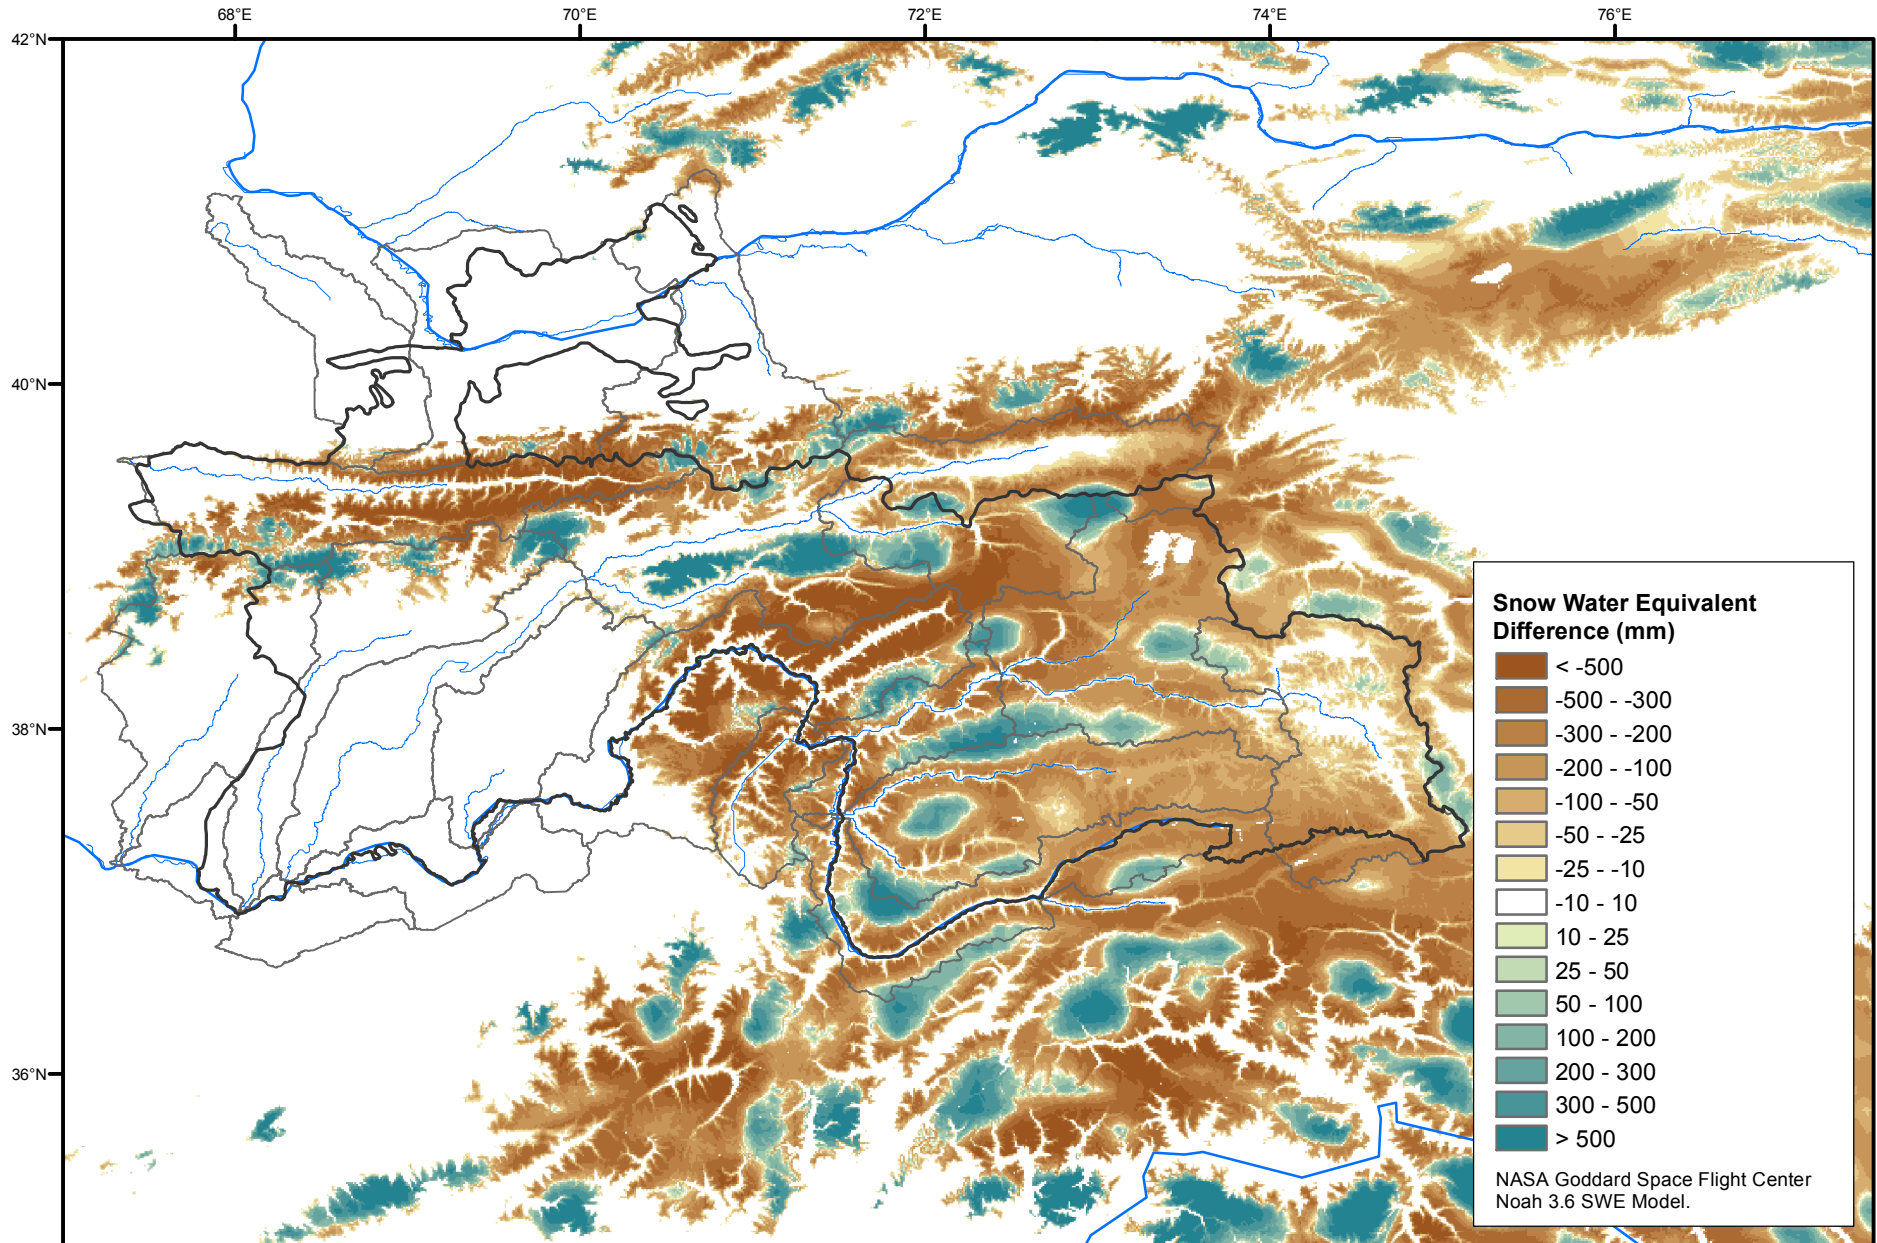 68°E 70°E 72°E 74°E 76°E
42°N
40°N
38°N
36°N
Snow Water Equivalent
Difference (mm)
< -500
-500 - -300
-300 - -200
-200 - -100
-100 - -50
-50 - -25
-25 - -10
-10 - 10
10 - 25
25 - 50
50 - 100
100 - 200
200 - 300
300 - 500
> 500
NASA Goddard Space Flight Center
Noah 3.6 SWE Model.